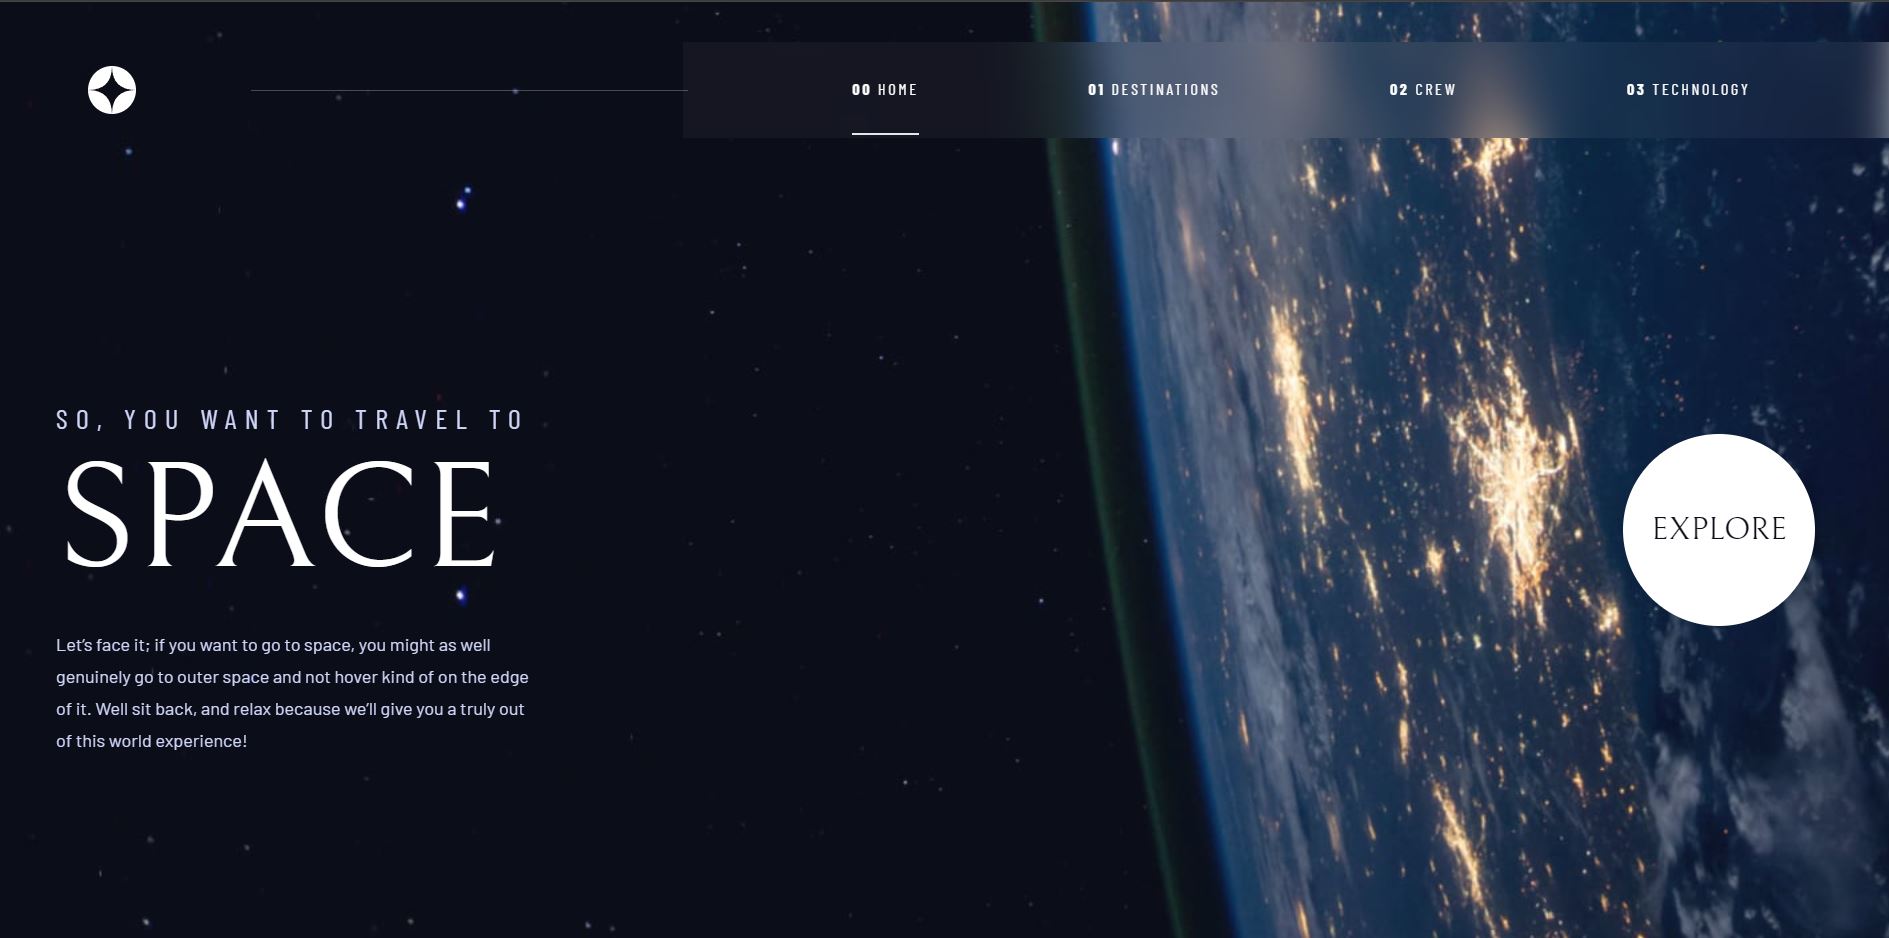 00 HOME
01 DESTINATIONS
02 CREW
03 TECHNOLOGY
SO, YOU WANT TO TRAVEL TO
SPACE
Let’s face it; if you want to go to space, you might as well
genuinely go to outer space and not hover kind of on the edge
of it. Well sit back, and relax because we’ll give you a truly out
of this world experience!
EXPLORE